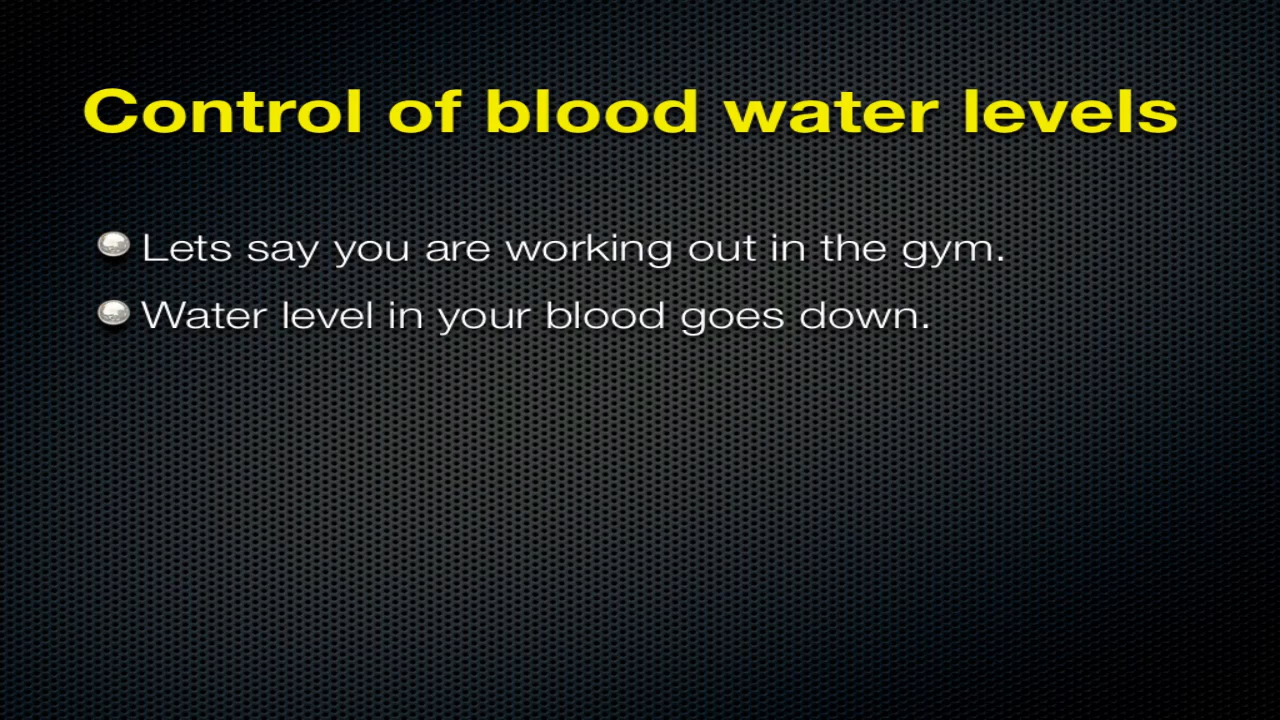 Control of blood water levels
Lets say you are working out in the gym.
Water level in your blood goes down.